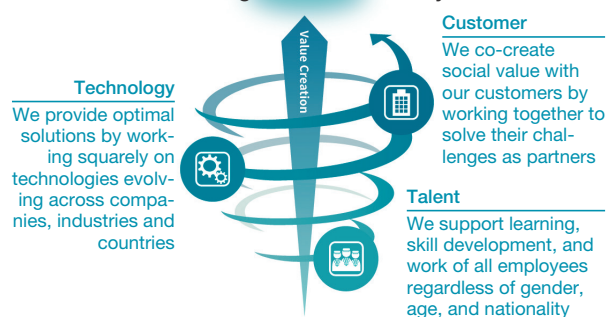 Value Creation
Customer
We co-create
social value with
our customers by
working together to
solve their chal-
lenges as partners
Technology
We provide optimal
solutions by work-
ing squarely on
technologies evolv-
ing across compa-
nies, industries and
countries
Talent
We support learning,
skill development, and
work of all employees
regardless of gender,
age, and nationality